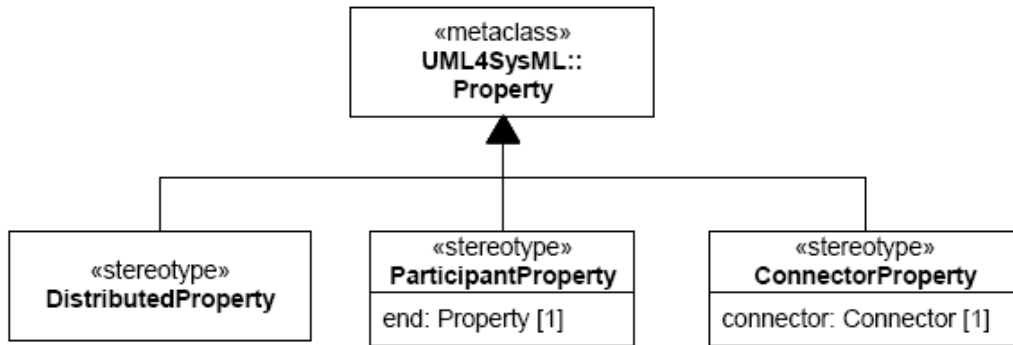 «metaclass»
UML4SysML::
Property
«stereotype»
DistributedProperty
«stereotype»
ParticipantProperty
end: Property [1]
«stereotype»
ConnectorProperty
connector: Connector [1]